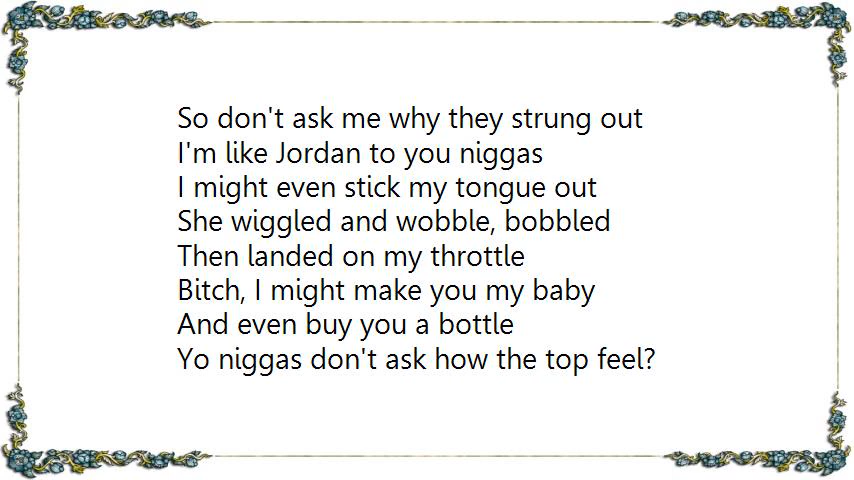 So don't ask me why they strung out
I'm like Jordan to you niggas
I might even stick my tongue out
She wiggled and wobble, bobbled
Then landed on my throttle
Bitch, I might make you my baby
And even buy you a bottle
Yo niggas don't ask how the top feel?